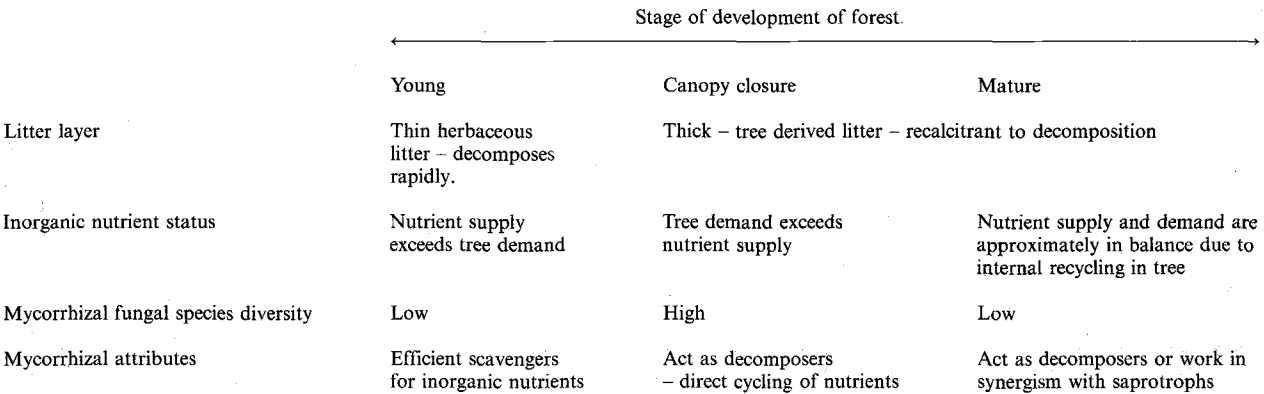 Stage of development of forest.
Young Canopy closure Mature
Litter layer Thin herbaceous Thick – tree derived litter – recalcitrant to decomposition
litter – decomposes
rapidly.
Inorganic nutrient status Nutrient supply Tree demand exceeds Nutrient supply and demand are
exceeds tree demand nutrient supply approximately in balance due to
internal recycling in tree
Mycorrhizal fungal species diversity Low High Low
Mycorrhizal attributes Efficient scavengers Act as decomposers Act as decomposers or work in
for inorganic nutrients – direct cycling of nutrients synergism with saprotrophs